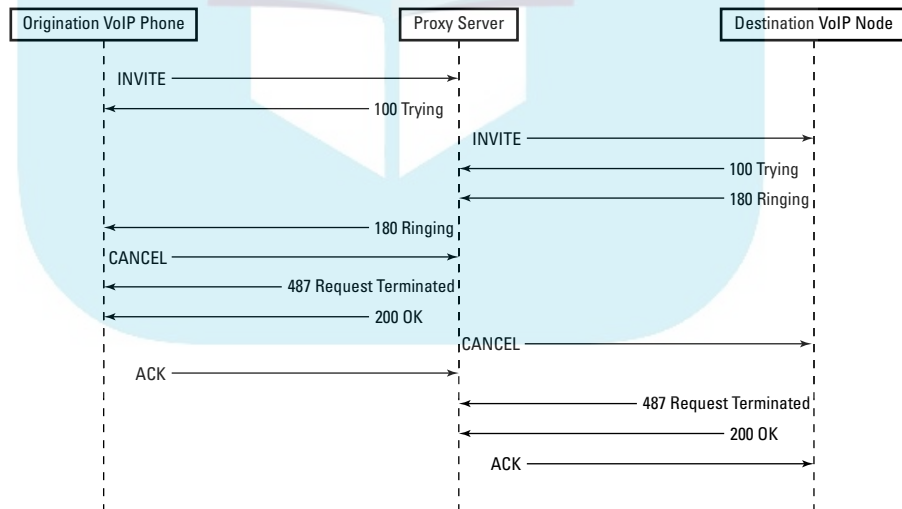 Origination VoIP Phone
Proxy Server
Destination VoIP Node
INVITE
100 Trying
INVITE
100 Trying
180 Ringing
180 Ringing
CANCEL
487 Request Terminated
200 OK
CANCEL
ACK
487 Request Terminated
200 OK
ACK